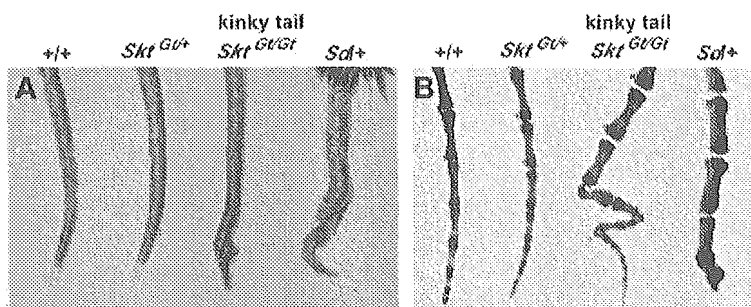 kinky tail
+/+ Skt Gt/+ Skt Gt/Gt Sd/+
A
kinky tail
+/+ Skt Gt/+ Skt Gt/Gt Sd/+
B